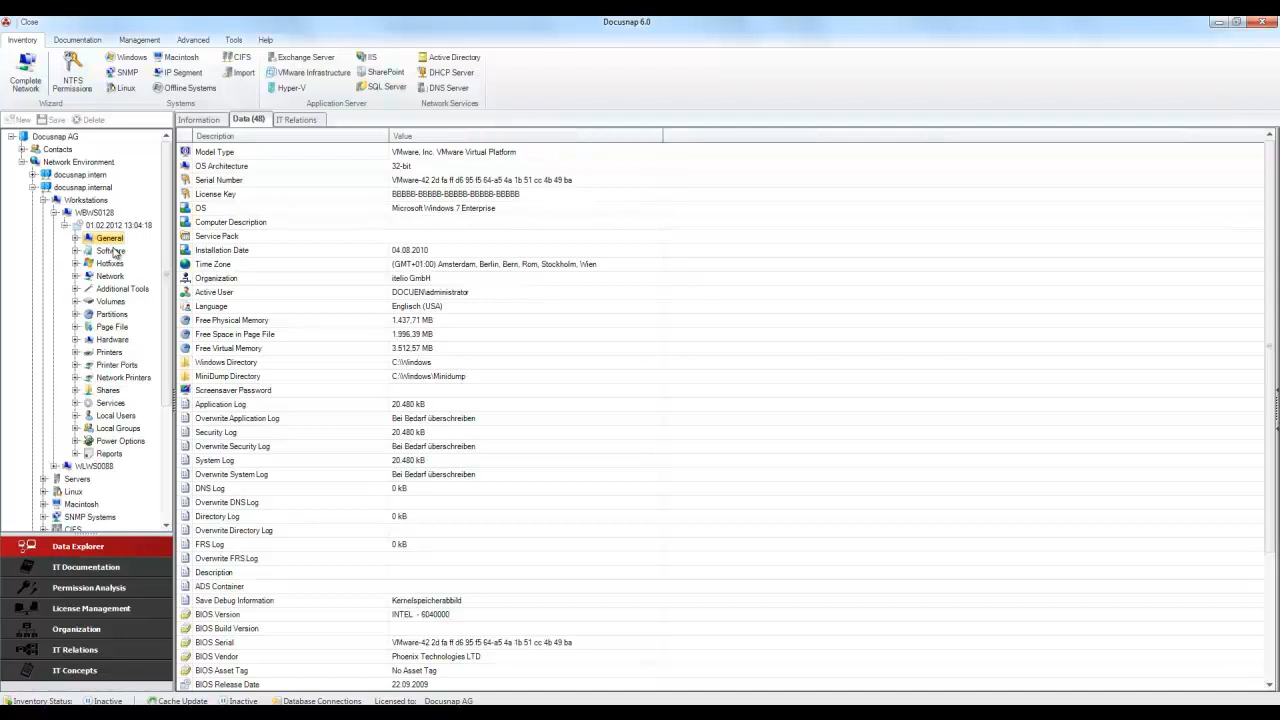 Close
Docusnap 6.0
Inventory Documentation Management Advanced Tools Help
Complete Network
NTFS Permissions
Wizard
Windows Macintosh CIFS
SNMP IP Segment Import
Linux Offline Systems
Systems
Exchange Server IIS
VMware Infrastructure SharePoint
Hyper-V SQL Server
Application Server
Active Directory
DHCP Server
DNS Server
Network Services
New Save Delete
Docusnap AG
Contacts
Network Environment
docusnap.intern
docusnap.internal
Workstations
WBWS0128
01.02.2012 13:04:18
General
Software
Hotfixes
Network
Additional Tools
Volumes
Partitions
Page File
Hardware
Printers
Printer Ports
Network Printers
Shares
Services
Local Users
Local Groups
Power Options
Reports
WLWS0088
Servers
Linux
Macintosh
SNMP Systems
CIFS
Data Explorer
IT Documentation
Permission Analysis
License Management
Organization
IT Relations
IT Concepts
Information Data (48) IT Relations
Description Value
Model Type VMware, Inc. VMware Virtual Platform
OS Architecture 32-bit
Serial Number VMware-42 2d fa ff d6 95 f5 64-a5 4a 1b 51 cc 4b 49 ba
License Key BBBBB-BBBBB-BBBBB-BBBBB-BBBBB
OS Microsoft Windows 7 Enterprise
Computer Description
Service Pack
Installation Date 04.08.2010
Time Zone (GMT+01:00) Amsterdam, Berlin, Bern, Rom, Stockholm, Wien
Organization itelio GmbH
Active User DOCUEN\administrator
Language Englisch (USA)
Free Physical Memory 1.437,71 MB
Free Space in Page File 1.996,39 MB
Free Virtual Memory 3.512,57 MB
Windows Directory C:\Windows
MiniDump Directory C:\Windows\Minidump
Screensaver Password
Application Log 20.480 kB
Overwrite Application Log Bei Bedarf überschreiben
Security Log 20.480 kB
Overwrite Security Log Bei Bedarf überschreiben
System Log 20.480 kB
Overwrite System Log Bei Bedarf überschreiben
DNS Log 0 kB
Overwrite DNS Log
Directory Log 0 kB
Overwrite Directory Log
FRS Log 0 kB
Overwrite FRS Log
Description
ADS Container
Save Debug Information Kernelspeicherabbild
BIOS Version INTEL - 6040000
BIOS Build Version
BIOS Serial VMware-42 2d fa ff d6 95 f5 64-a5 4a 1b 51 cc 4b 49 ba
BIOS Vendor Phoenix Technologies LTD
BIOS Asset Tag No Asset Tag
BIOS Release Date 22.09.2009
Inventory Status: Inactive Cache Update Inactive Database Connections Licensed to: Docusnap AG